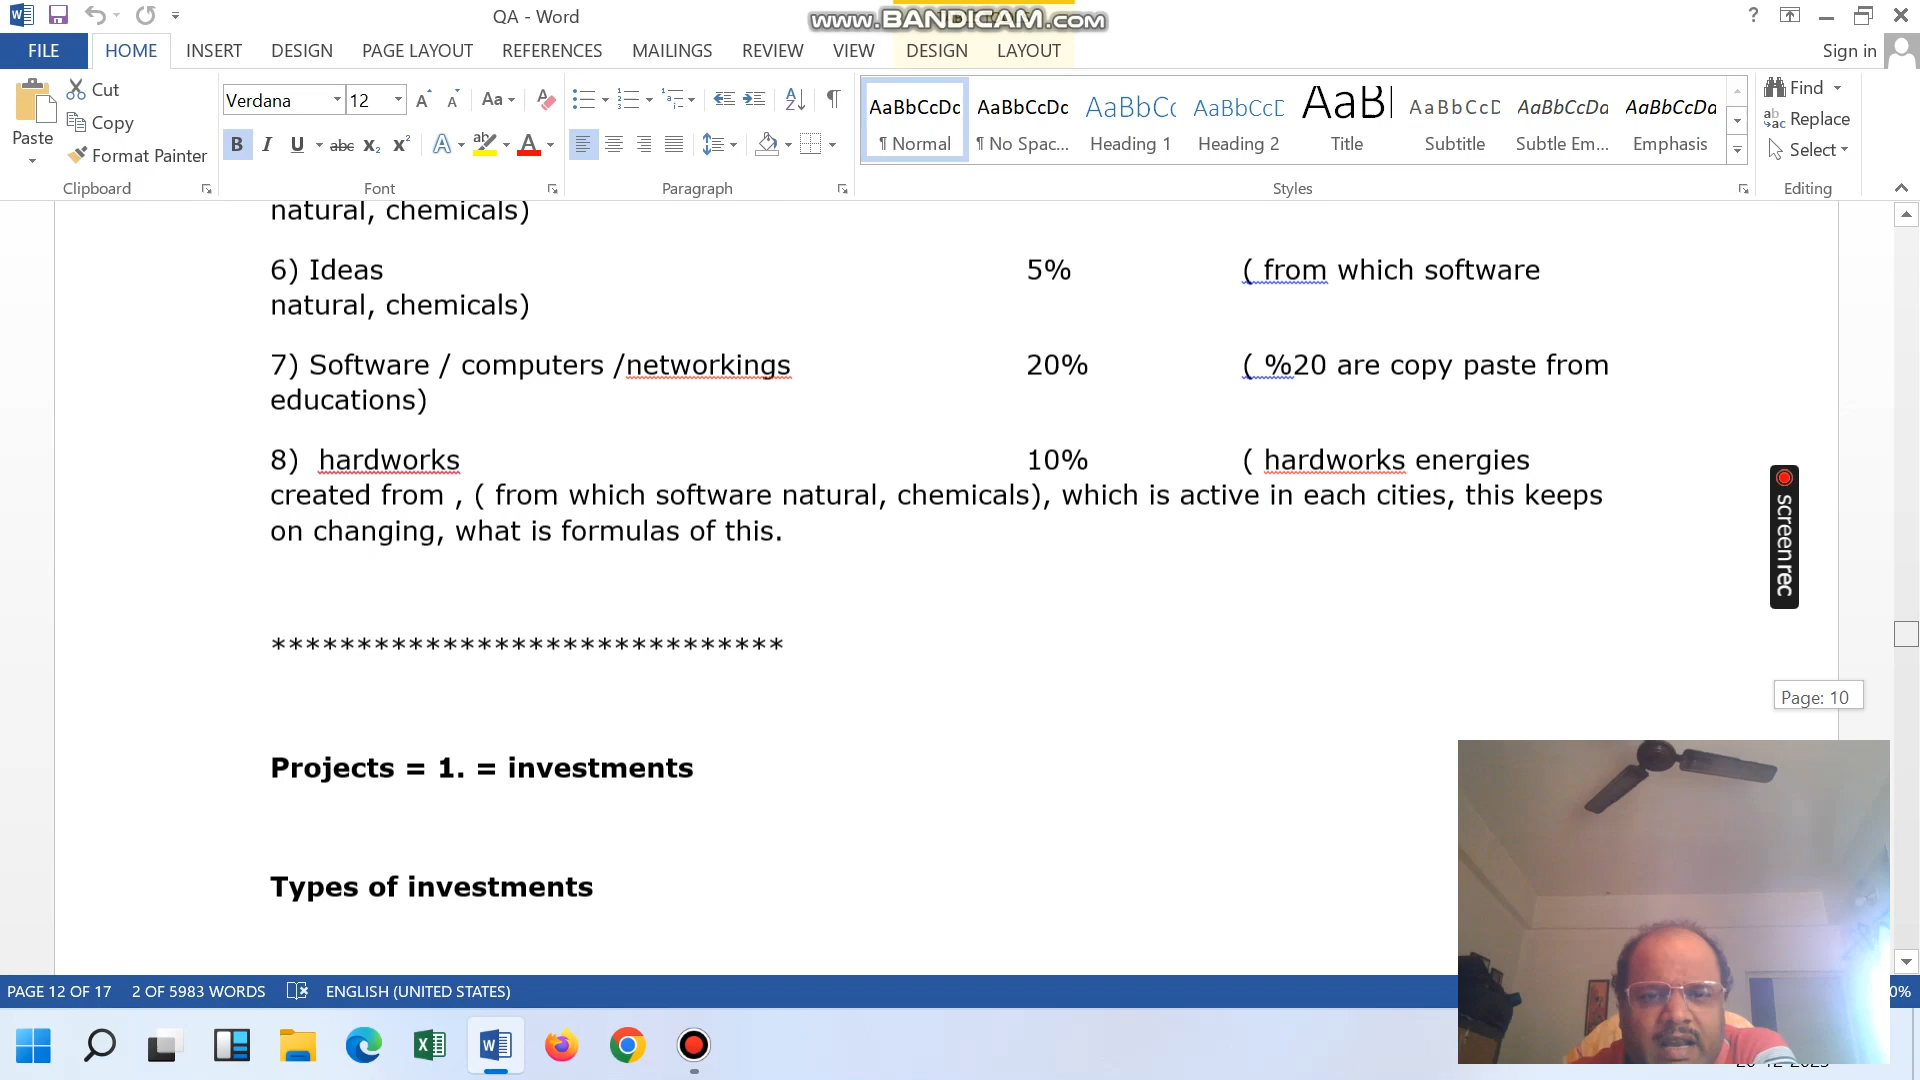 QA - Word
www.BANDICAM.com
?
FILE HOME INSERT DESIGN PAGE LAYOUT REFERENCES MAILINGS REVIEW VIEW DESIGN LAYOUT Sign in
Cut
Copy
Format Painter
Paste
Clipboard
Verdana 12
Font
Paragraph
AaBbCcDc AaBbCcDc AaBbCc AaBbCcD AaBl AaBbCcD AaBbCcDa AaBbCcDa
¶ Normal ¶ No Spac... Heading 1 Heading 2 Title Subtitle Subtle Em... Emphasis
Styles
Find
Replace
Select
Editing
natural, chemicals)
6) Ideas 5% ( from which software
natural, chemicals)
7) Software / computers /networkings 20% ( %20 are copy paste from
educations)
8) hardworks 10% ( hardworks energies
created from , ( from which software natural, chemicals), which is active in each cities, this keeps
on changing, what is formulas of this.
******************************
Projects = 1. = investments
Types of investments
screenrec
Page: 10
PAGE 12 OF 17 2 OF 5983 WORDS ENGLISH (UNITED STATES)
0%